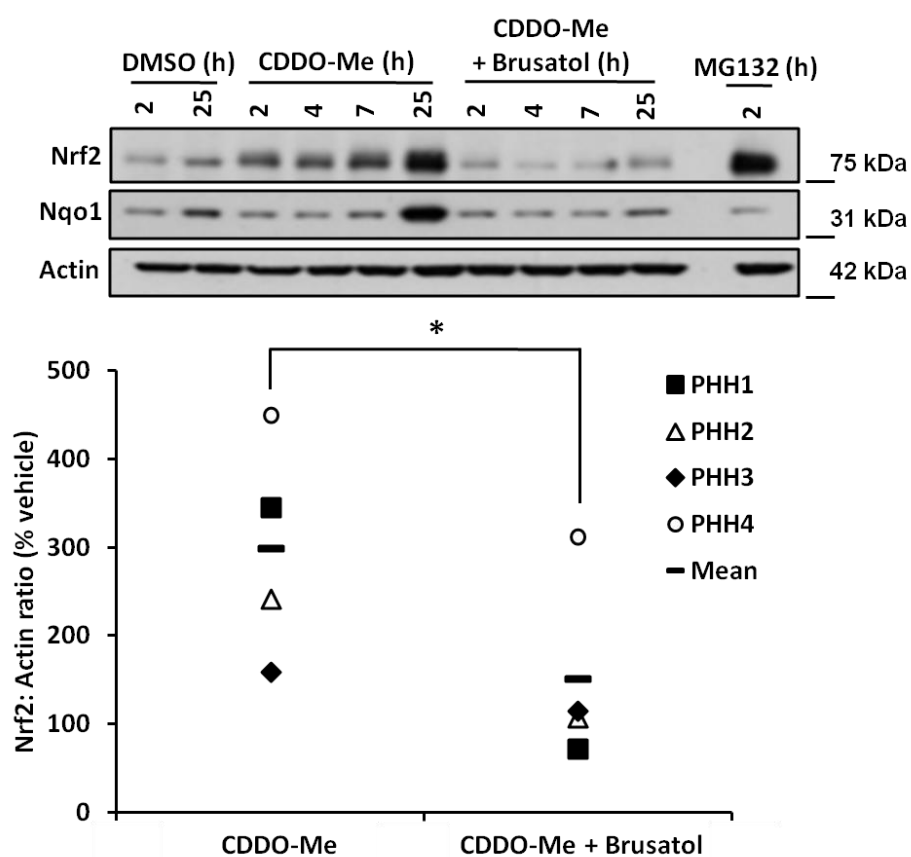 CDDO-Me
DMSO (h) CDDO-Me (h) + Brusatol (h) MG132 (h)
2 25 2 4 7 25 2 4 7 25 2
Nrf2 75 kDa
Nqo1 31 kDa
Actin 42 kDa
*
500
400
300
200
100
0
Nrf2: Actin ratio (% vehicle)
PHH1
PHH2
PHH3
PHH4
Mean
CDDO-Me CDDO-Me + Brusatol